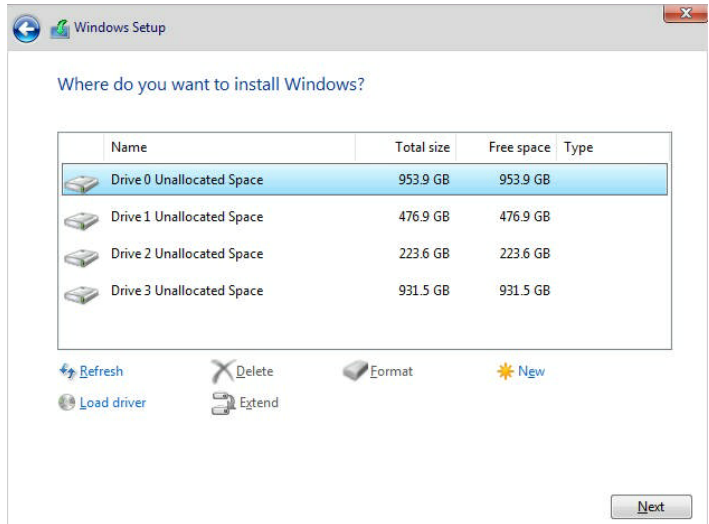 Windows Setup
Where do you want to install Windows?
Name Total size Free space Type
Drive 0 Unallocated Space 953.9 GB 953.9 GB
Drive 1 Unallocated Space 476.9 GB 476.9 GB
Drive 2 Unallocated Space 223.6 GB 223.6 GB
Drive 3 Unallocated Space 931.5 GB 931.5 GB
Refresh Delete Format New
Load driver Extend
Next